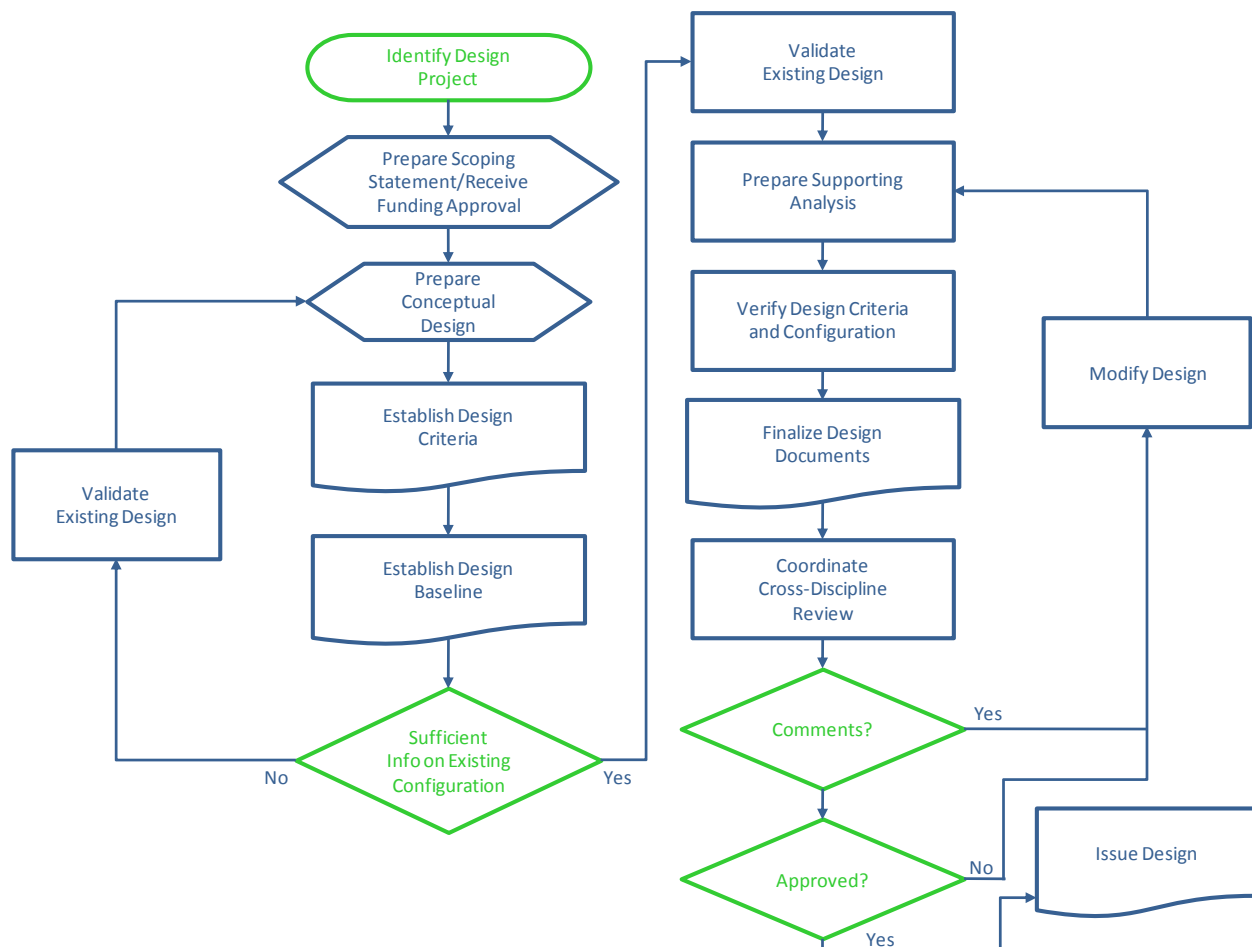 Identify Design
Project
Prepare Scoping
Statement/Receive
Funding Approval
Prepare
Conceptual
Design
Establish Design
Criteria
Validate
Existing Design
Establish Design
Baseline
Sufficient
Info on Existing
Configuration
No
Yes
Validate
Existing Design
Prepare Supporting
Analysis
Verify Design Criteria
and Configuration
Modify Design
Finalize Design
Documents
Coordinate
Cross-Discipline
Review
Comments?
Yes
Approved?
No
Yes
Issue Design